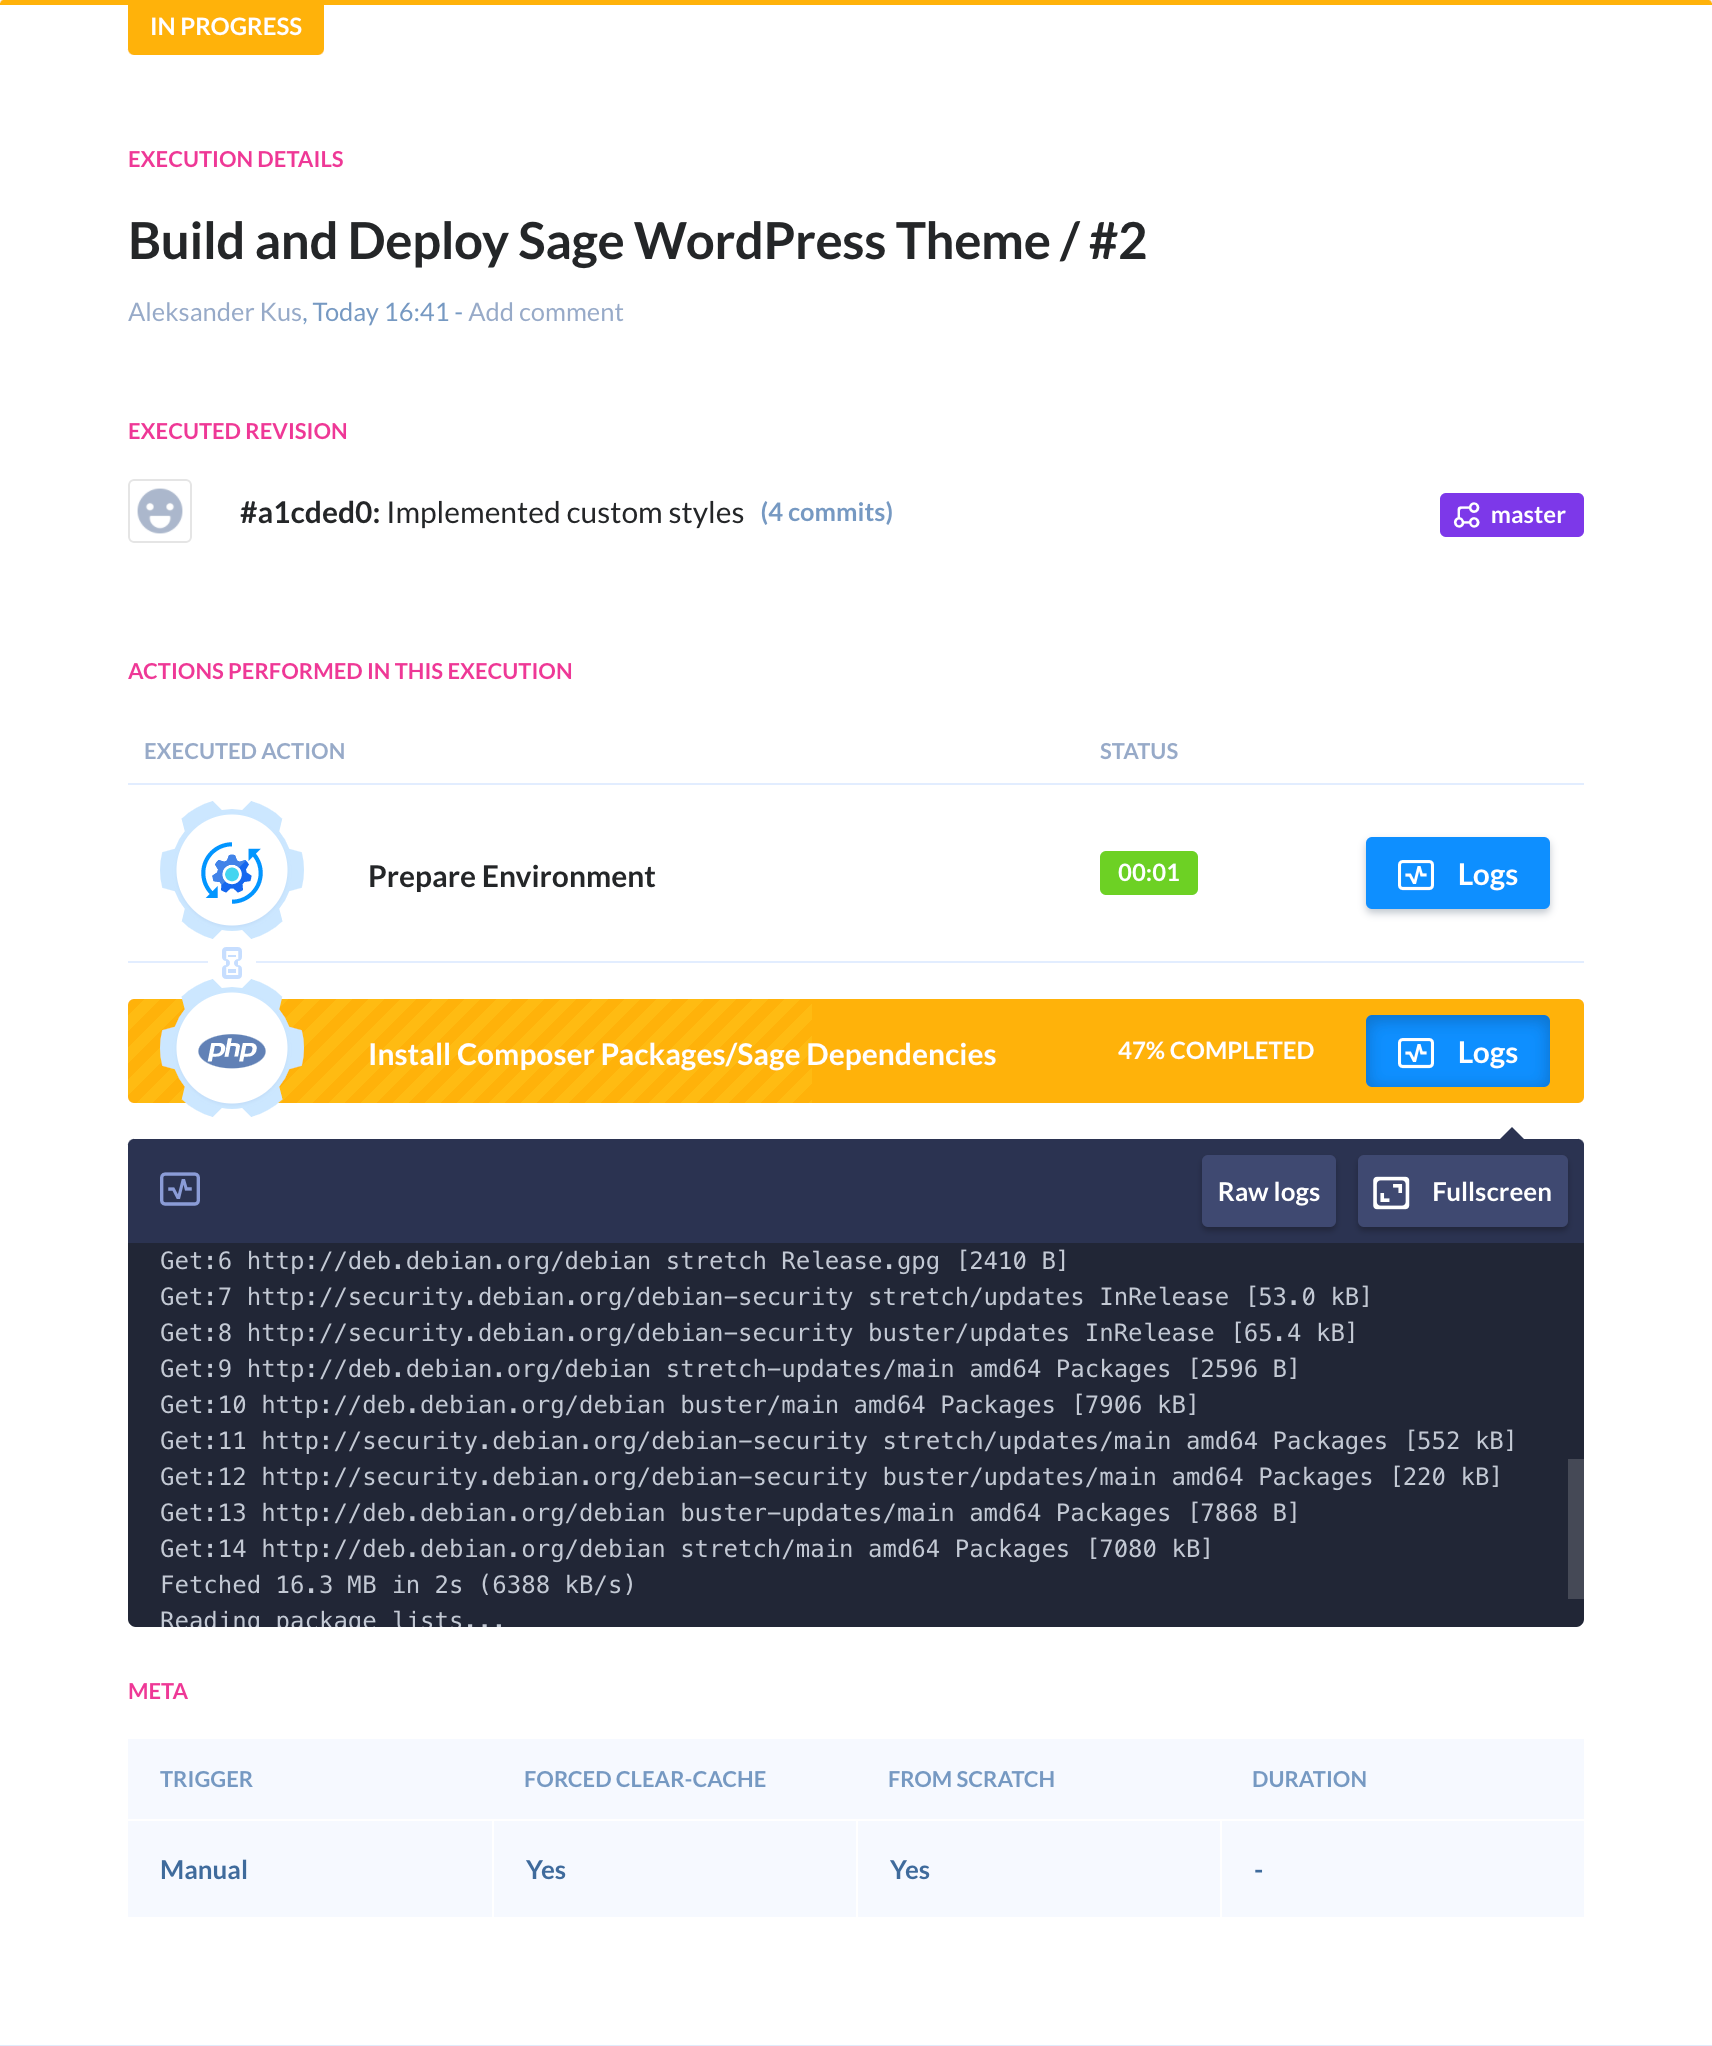 IN PROGRESS
EXECUTION DETAILS
Build and Deploy Sage WordPress Theme / #2
Aleksander Kus, Today 16:41 - Add comment
EXECUTED REVISION
#a1cded0: Implemented custom styles (4 commits)
master
ACTIONS PERFORMED IN THIS EXECUTION
EXECUTED ACTION STATUS
Prepare Environment 00:01 Logs
php Install Composer Packages/Sage Dependencies 47% COMPLETED Logs
Raw logs Fullscreen
Get:6 http://deb.debian.org/debian stretch Release.gpg [2410 B]
Get:7 http://security.debian.org/debian-security stretch/updates InRelease [53.0 kB]
Get:8 http://security.debian.org/debian-security buster/updates InRelease [65.4 kB]
Get:9 http://deb.debian.org/debian stretch-updates/main amd64 Packages [2596 B]
Get:10 http://deb.debian.org/debian buster/main amd64 Packages [7906 kB]
Get:11 http://security.debian.org/debian-security stretch/updates/main amd64 Packages [552 kB]
Get:12 http://security.debian.org/debian-security buster/updates/main amd64 Packages [220 kB]
Get:13 http://deb.debian.org/debian buster-updates/main amd64 Packages [7868 B]
Get:14 http://deb.debian.org/debian stretch/main amd64 Packages [7080 kB]
Fetched 16.3 MB in 2s (6388 kB/s)
Reading package lists...
META
TRIGGER FORCED CLEAR-CACHE FROM SCRATCH DURATION
Manual Yes Yes -